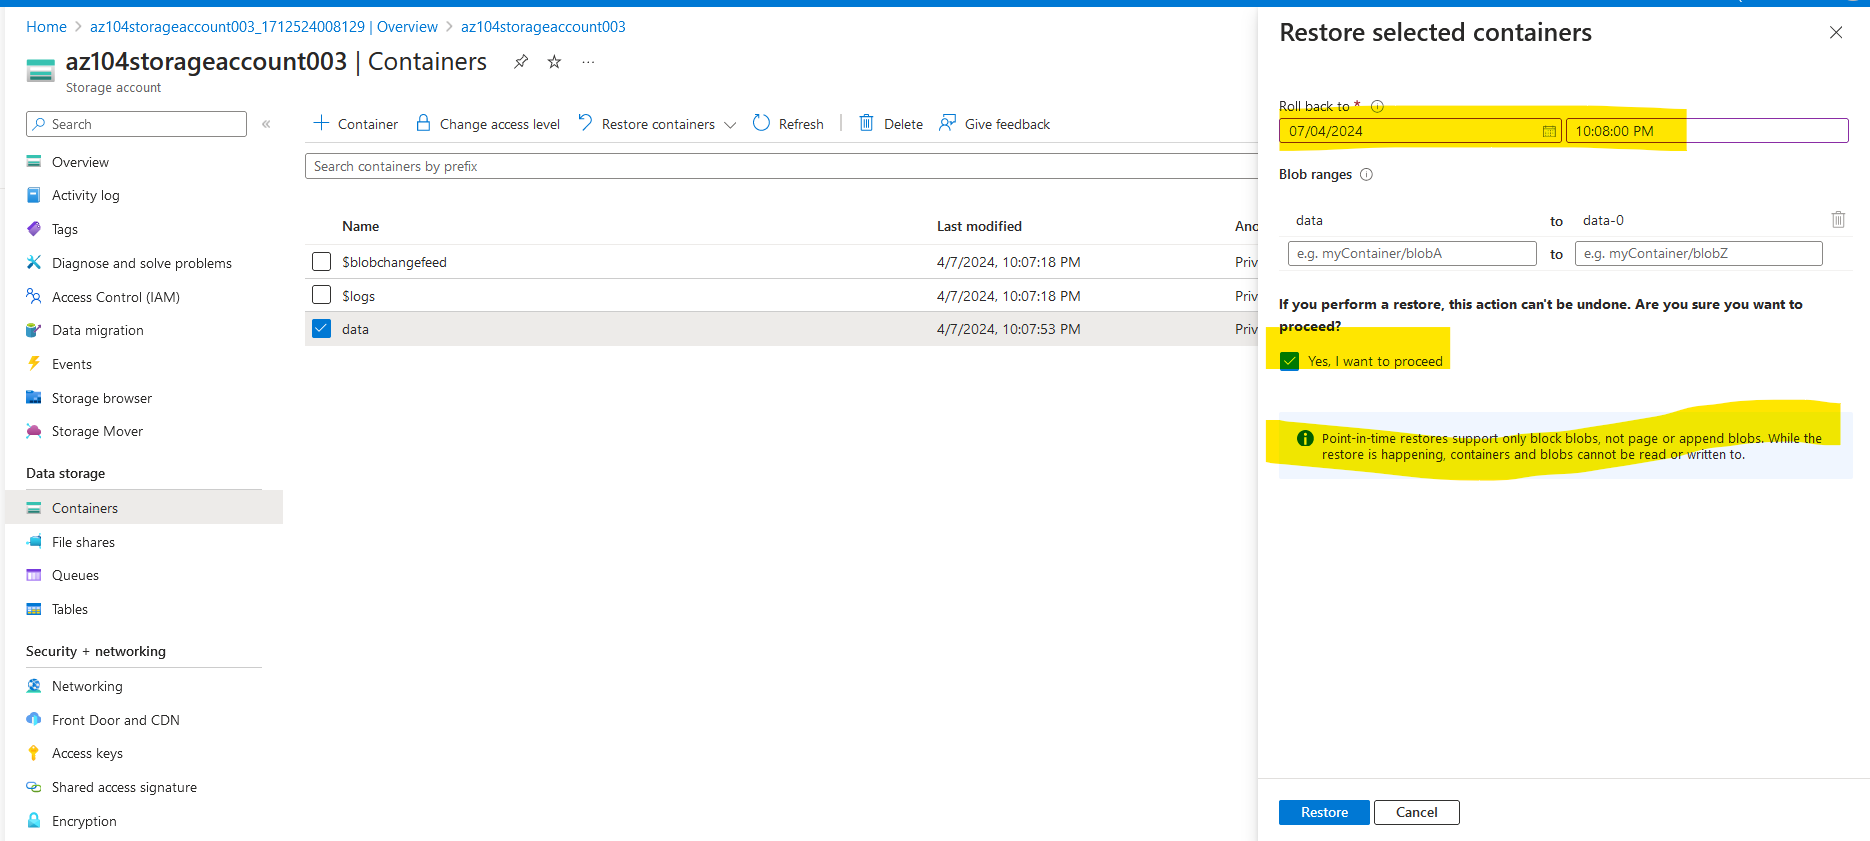 Home > az104storageaccount003_1712524008129 | Overview > az104storageaccount003
az104storageaccount003 | Containers
Storage account
Search
Overview
Activity log
Tags
Diagnose and solve problems
Access Control (IAM)
Data migration
Events
Storage browser
Storage Mover
Data storage
Containers
File shares
Queues
Tables
Security + networking
Networking
Front Door and CDN
Access keys
Shared access signature
Encryption
Container Change access level Restore containers Refresh Delete Give feedback
Search containers by prefix
Name Last modified Ano
$blobchangefeed 4/7/2024, 10:07:18 PM Priv
$logs 4/7/2024, 10:07:18 PM Priv
data 4/7/2024, 10:07:53 PM Priv
Restore selected containers
Roll back to *
07/04/2024 10:08:00 PM
Blob ranges
data to data-0
e.g. myContainer/blobA to e.g. myContainer/blobZ
If you perform a restore, this action can't be undone. Are you sure you want to
proceed?
Yes, I want to proceed
Point-in-time restores support only block blobs, not page or append blobs. While the
restore is happening, containers and blobs cannot be read or written to.
Restore Cancel